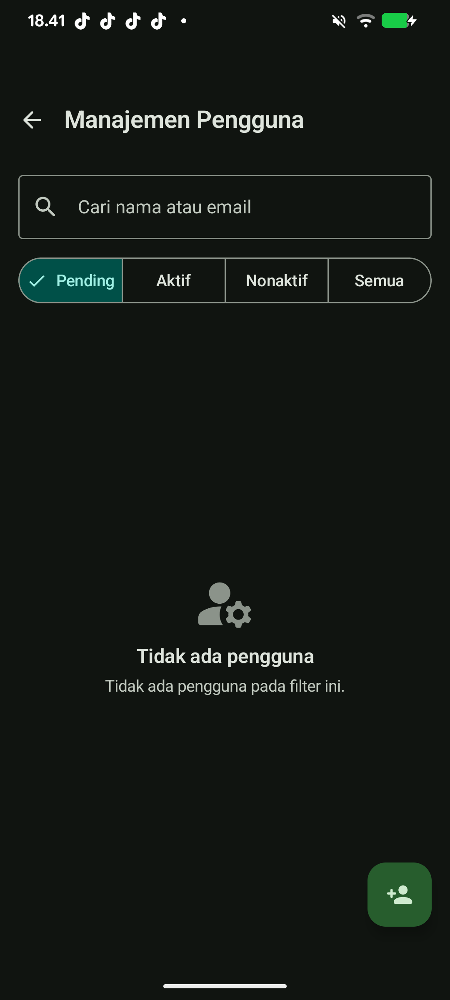 18.41
Manajemen Pengguna
Cari nama atau email
Pending
Aktif
Nonaktif
Semua
Tidak ada pengguna
Tidak ada pengguna pada filter ini.